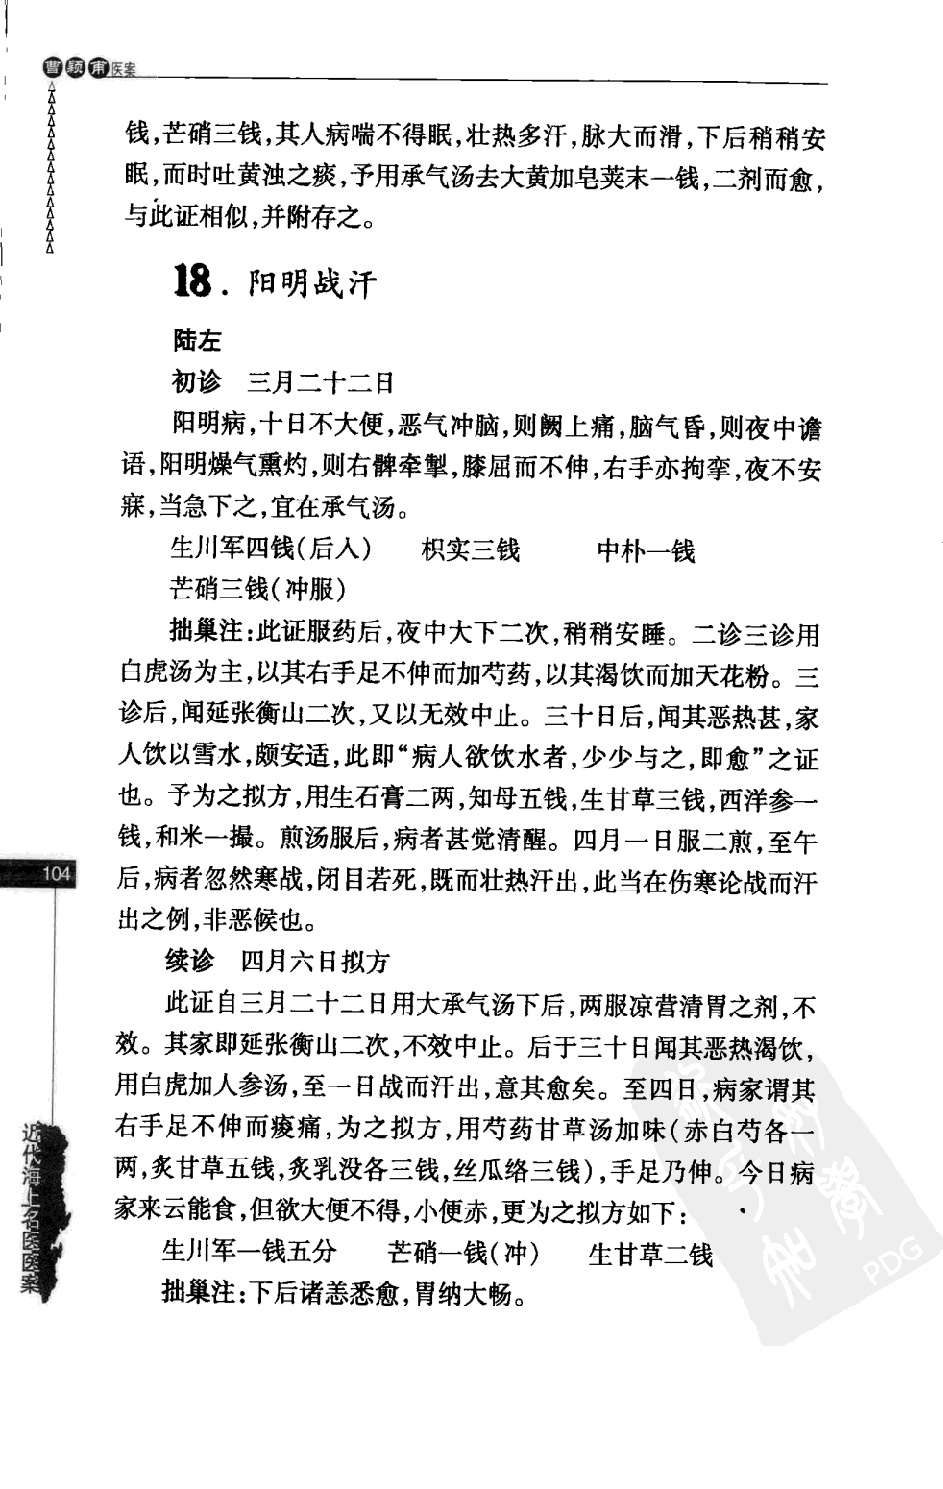 曹颖甫医案
钱,芒硝三钱,其人病喘不得眠,壮热多汗,脉大而滑,下后稍稍安
眠,而时吐黄浊之痰,予用承气汤去大黄加皂荚末一钱,二剂而愈,
与此证相似,并附存之。
18. 阳明战汗
陆左
初诊 三月二十二日
阳明病,十日不大便,恶气冲脑,则阙上痛,脑气昏,则夜中谵
语,阳明燥气熏灼,则右髀牵掣,膝屈而不伸,右手亦拘挛,夜不安
寐,当急下之,宜在承气汤。
生川军四钱(后入) 枳实三钱 中朴一钱
芒硝三钱(冲服)
拙巢注:此证服药后,夜中大下二次,稍稍安睡。二诊三诊用
白虎汤为主,以其右手足不伸而加芍药,以其渴饮而加天花粉。三
诊后,闻延张衡山二次,又以无效中止。三十日后,闻其恶热甚,家
人饮以雪水,颇安适,此即“病人欲饮水者,少少与之,即愈”之证
也。予为之拟方,用生石膏二两,知母五钱,生甘草三钱,西洋参一
钱,和米一撮。煎汤服后,病者甚觉清醒。四月一日服二煎,至午
后,病者忽然寒战,闭目若死,既而壮热汗出,此当在伤寒论战而汗
出之例,非恶候也。
104
续诊 四月六日拟方
此证自三月二十二日用大承气汤下后,两服凉营清胃之剂,不
效。其家即延张衡山二次,不效中止。后于三十日闻其恶热渴饮,
用白虎加人参汤,至一日战而汗出,意其愈矣。至四日,病家谓其
右手足不伸而痠痛,为之拟方,用芍药甘草汤加味(赤白芍各一
两,炙甘草五钱,炙乳没各三钱,丝瓜络三钱),手足乃伸。今日病
家来云能食,但欲大便不得,小便赤,更为之拟方如下:
生川军一钱五分 芒硝一钱(冲) 生甘草二钱
拙巢注:下后诸恙悉愈,胃纳大畅。
近代海上名医医案
PDG